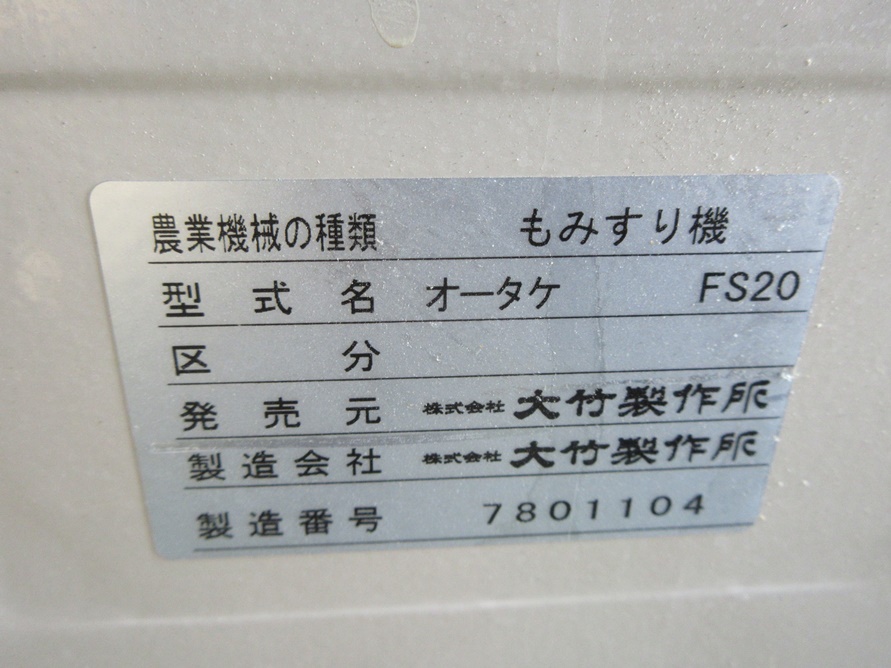 農業機械の種類 もみすり機
型式名 オータケ FS20
区分
発売元 株式会社 大竹製作所
製造会社 株式会社 大竹製作所
製造番号 7801104